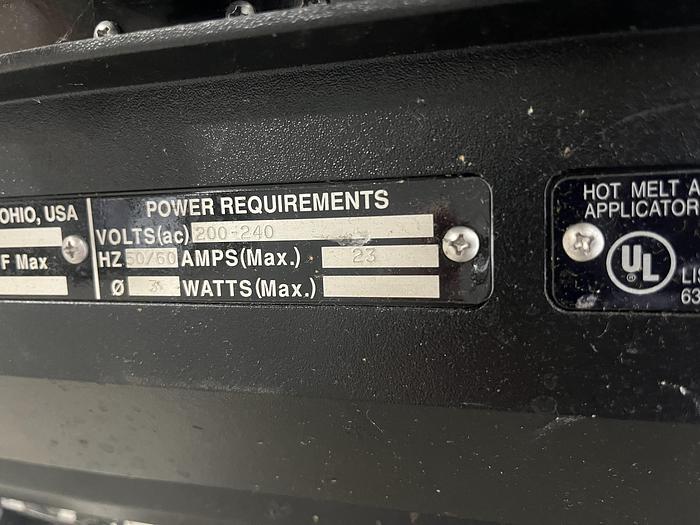 OHIO, USA
F Max
POWER REQUIREMENTS
VOLTS(ac) 200-240
HZ 50/60 AMPS(Max.) 23
Ø 3 WATTS(Max.)
HOT MELT A
APPLICATOR
UL
®
LIS
63